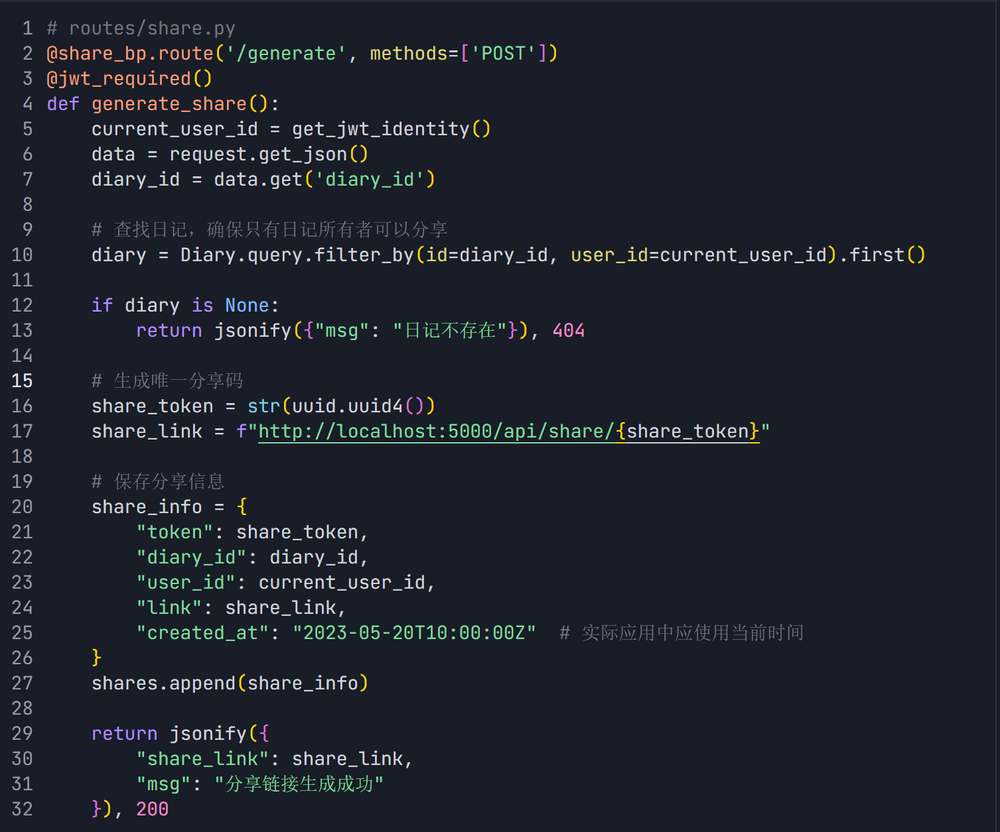 1 # routes/share.py
2 @share_bp.route('/generate', methods=['POST'])
3 @jwt_required()
4 def generate_share():
5     current_user_id = get_jwt_identity()
6     data = request.get_json()
7     diary_id = data.get('diary_id')
8
9     # 查找日记，确保只有日记所有者可以分享
10     diary = Diary.query.filter_by(id=diary_id, user_id=current_user_id).first()
11
12     if diary is None:
13         return jsonify({"msg": "日记不存在"}), 404
14
15     # 生成唯一分享码
16     share_token = str(uuid.uuid4())
17     share_link = f"http://localhost:5000/api/share/{share_token}"
18
19     # 保存分享信息
20     share_info = {
21         "token": share_token,
22         "diary_id": diary_id,
23         "user_id": current_user_id,
24         "link": share_link,
25         "created_at": "2023-05-20T10:00:00Z"  # 实际应用中应使用当前时间
26     }
27     shares.append(share_info)
28
29     return jsonify({
30         "share_link": share_link,
31         "msg": "分享链接生成成功"
32     }), 200